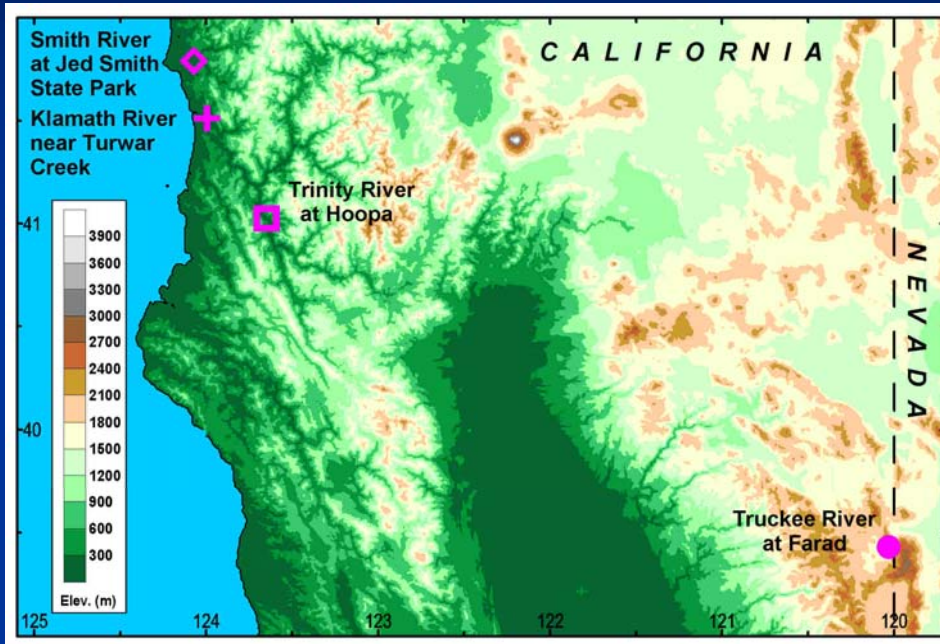 Smith River
at Jed Smith
State Park
Klamath River
near Turwar
Creek
CALIFORNIA
Trinity River
at Hoopa
NEVADA
Truckee River
at Farad
3900
3600
3300
3000
2700
2400
2100
1800
1500
1200
900
600
300
Elev. (m)
41
40
125
124
123
122
121
120